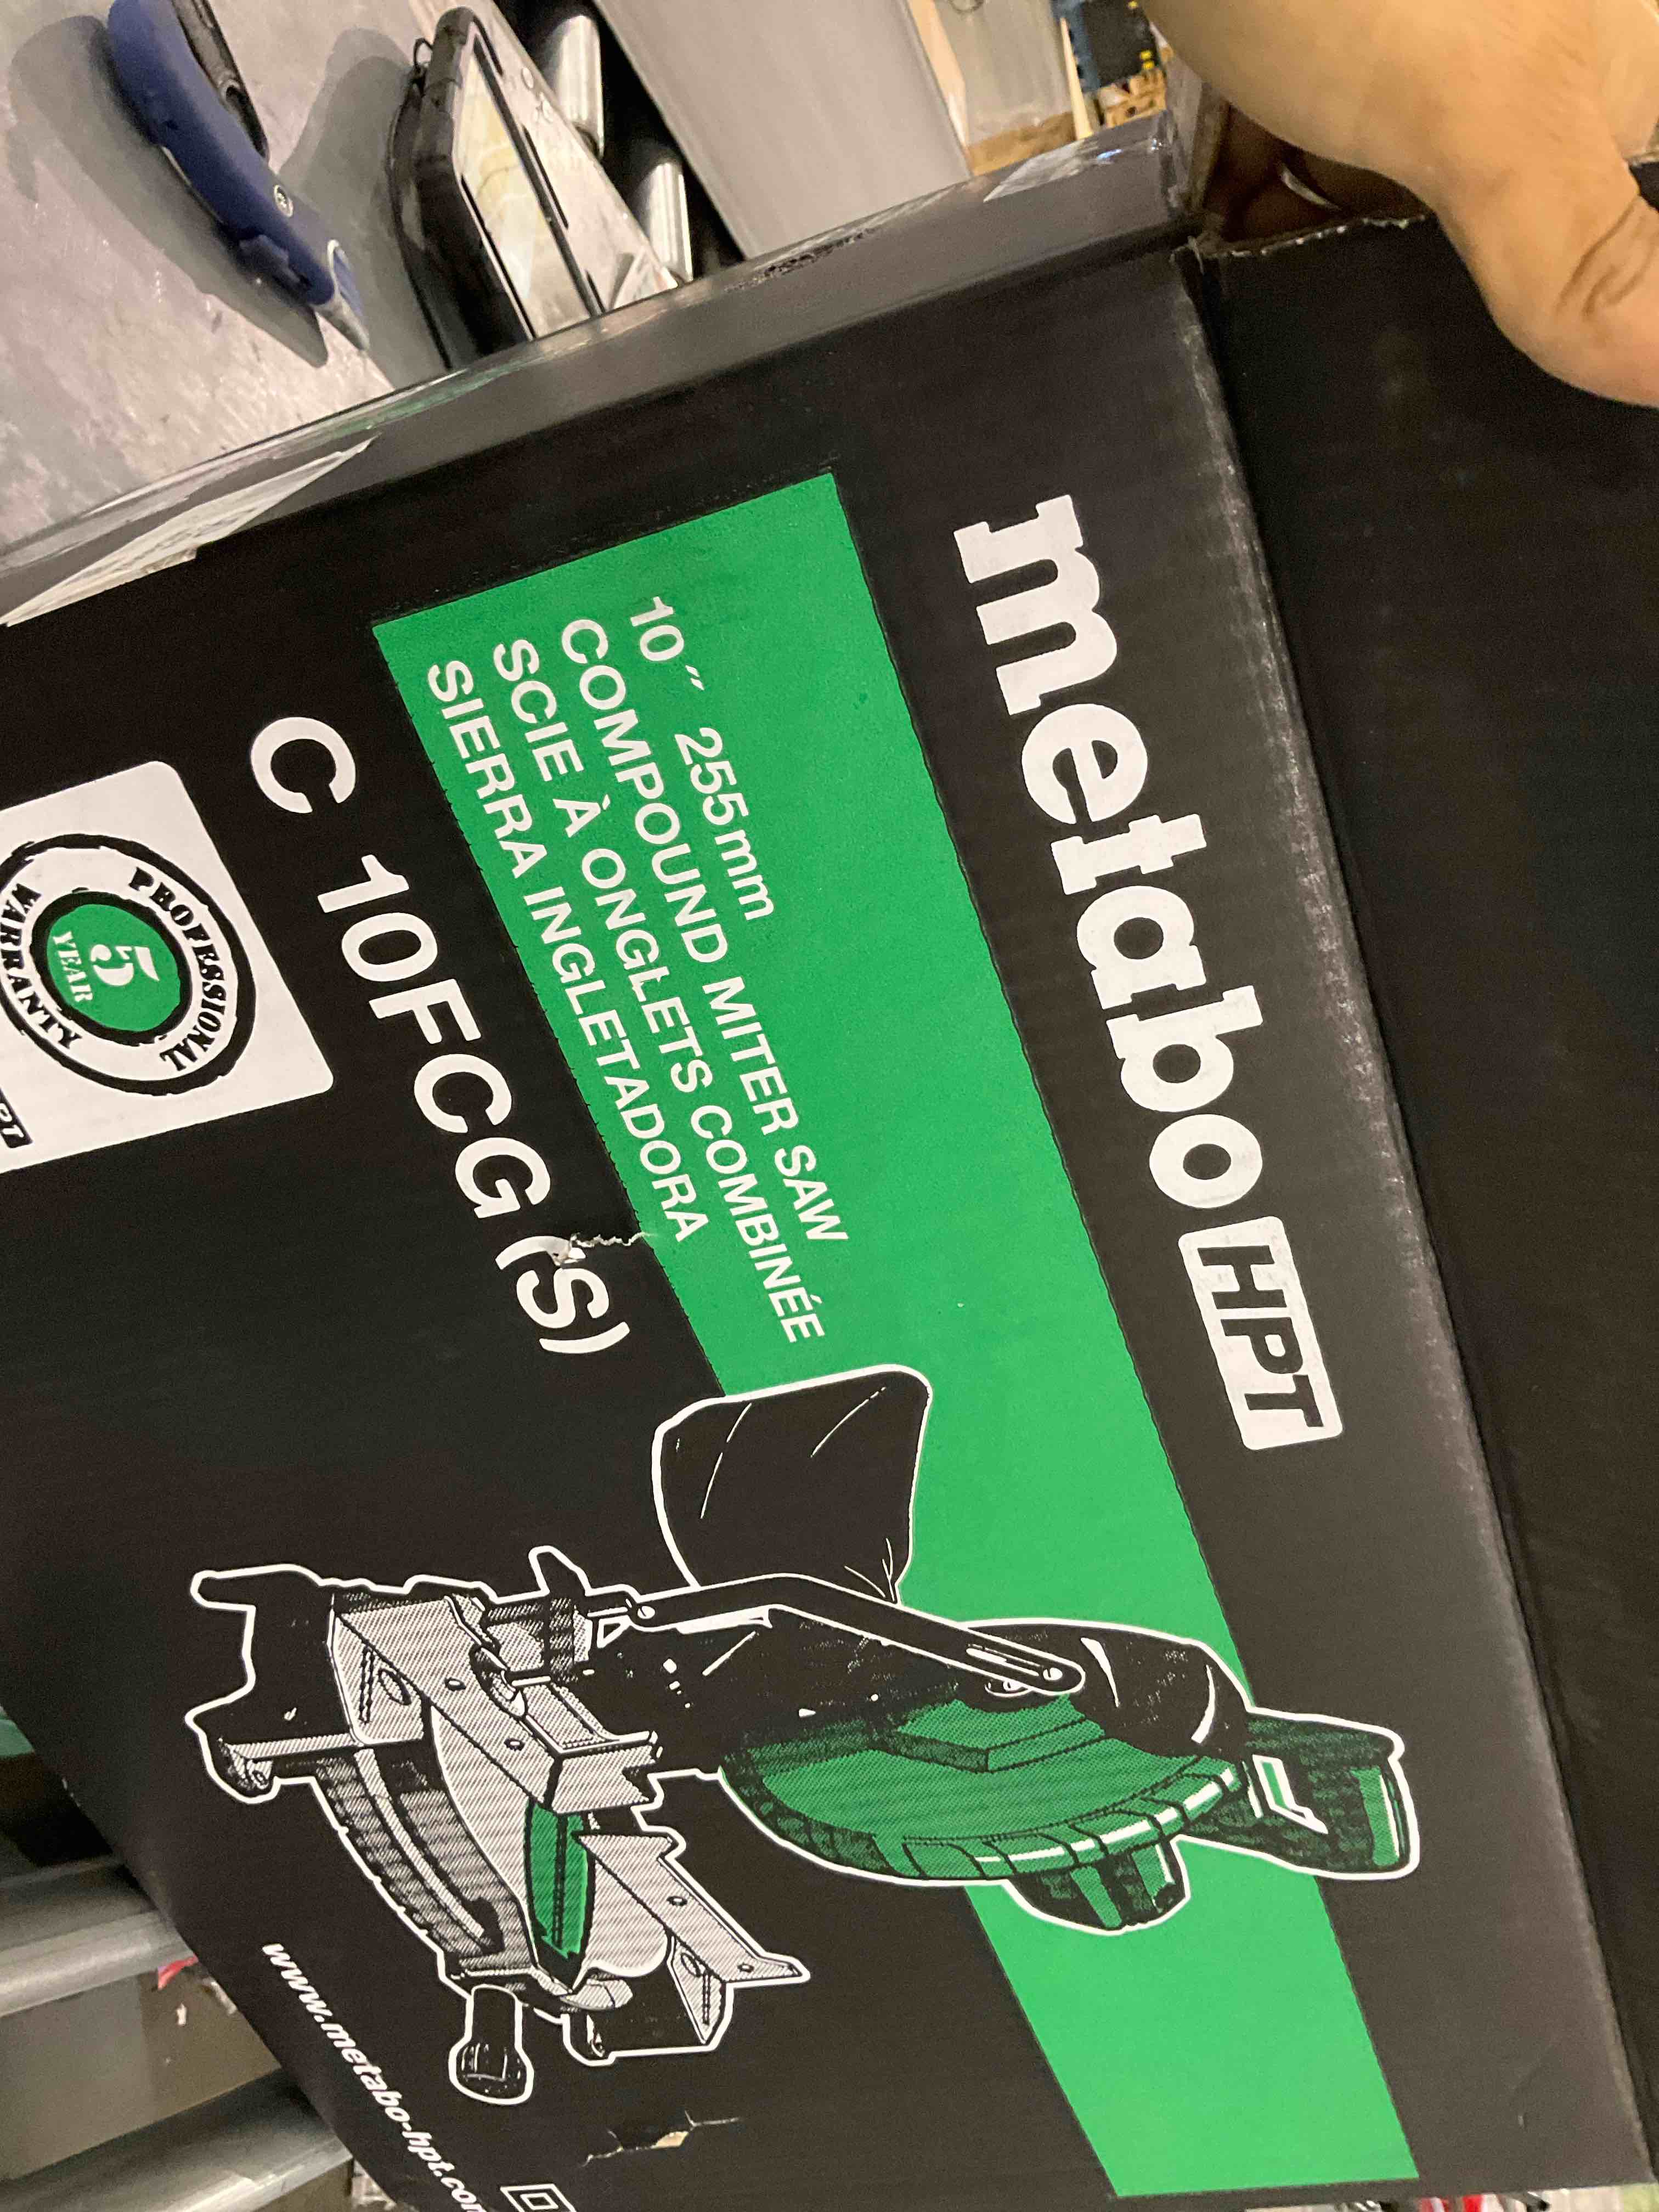 metabo HPT
10″ 255mm
COMPOUND MITER SAW
SCIE À ONGLETS COMBINÉE
SIERRA INGLETADORA
C 10FCG (S)
PROFESSIONAL
5
YEAR
WARRANTY
www.metabo-hpt.com